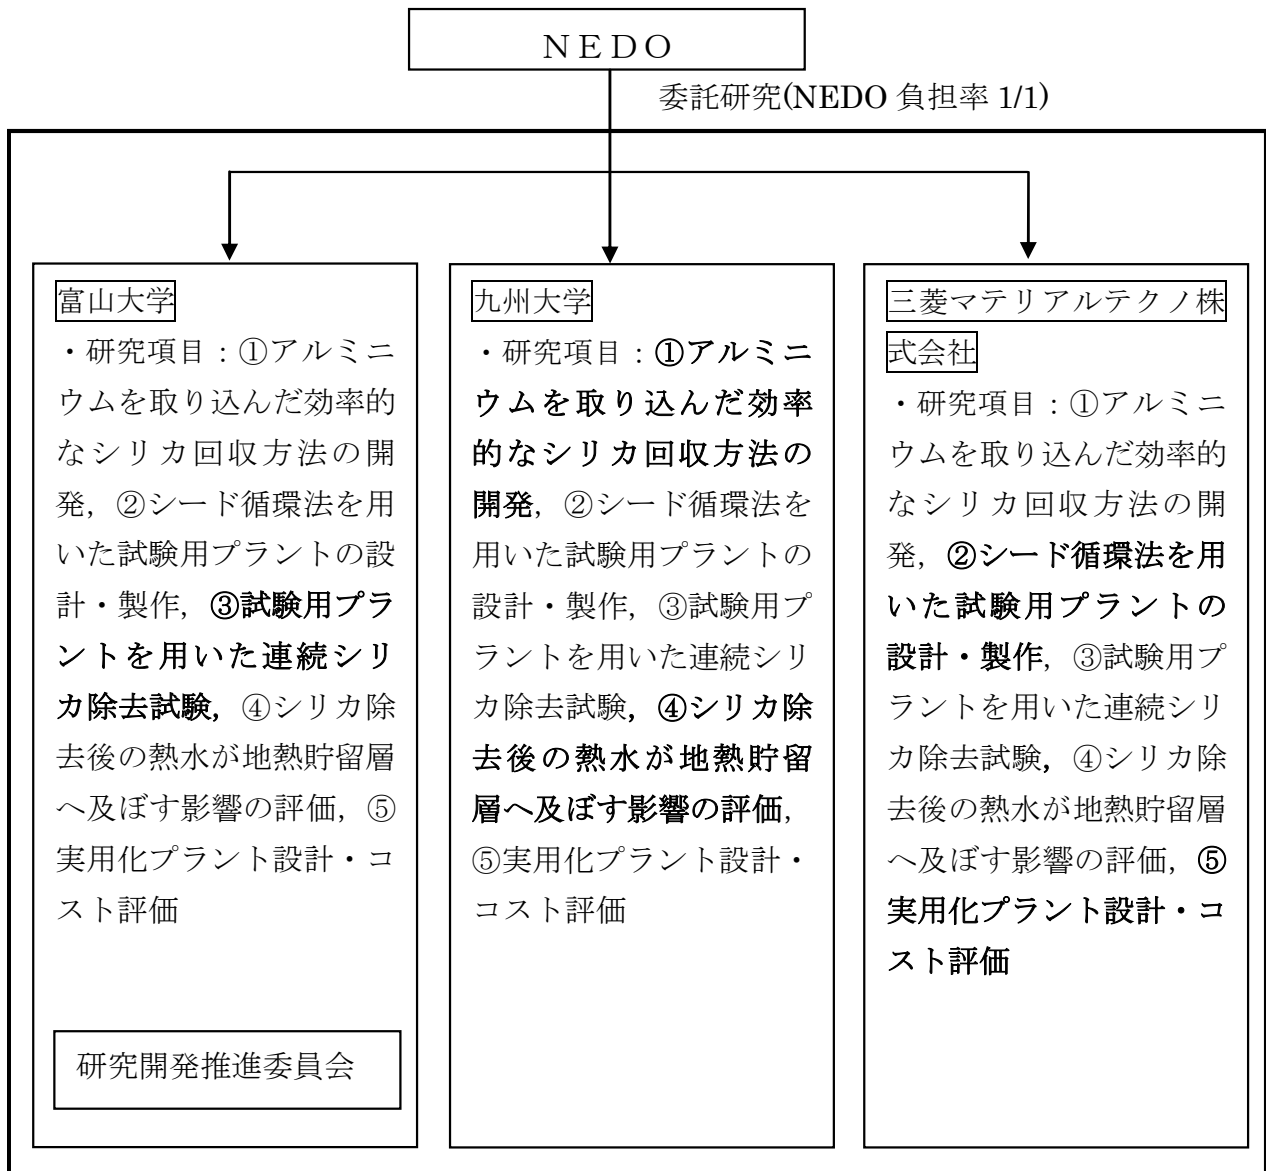 ＮＥＤＯ
委託研究(NEDO 負担率 1/1)
富山大学
・研究項目：①アルミニ
ウムを取り込んだ効率的
なシリカ回収方法の開
発，②シード循環法を用
いた試験用プラントの設
計・製作，③試験用プラ
ントを用いた連続シリ
カ除去試験，④シリカ除
去後の熱水が地熱貯留層
へ及ぼす影響の評価，⑤
実用化プラント設計・コ
スト評価
研究開発推進委員会
九州大学
・研究項目：①アルミニ
ウムを取り込んだ効率
的なシリカ回収方法の
開発，②シード循環法を
用いた試験用プラントの
設計・製作，③試験用プ
ラントを用いた連続シリ
カ除去試験，④シリカ除
去後の熱水が地熱貯留
層へ及ぼす影響の評価，
⑤実用化プラント設計・
コスト評価
三菱マテリアルテクノ株
式会社
・研究項目：①アルミニ
ウムを取り込んだ効率的
なシリカ回収方法の開
発，②シード循環法を用
いた試験用プラントの
設計・製作，③試験用プ
ラントを用いた連続シリ
カ除去試験，④シリカ除
去後の熱水が地熱貯留層
へ及ぼす影響の評価，⑤
実用化プラント設計・コ
スト評価